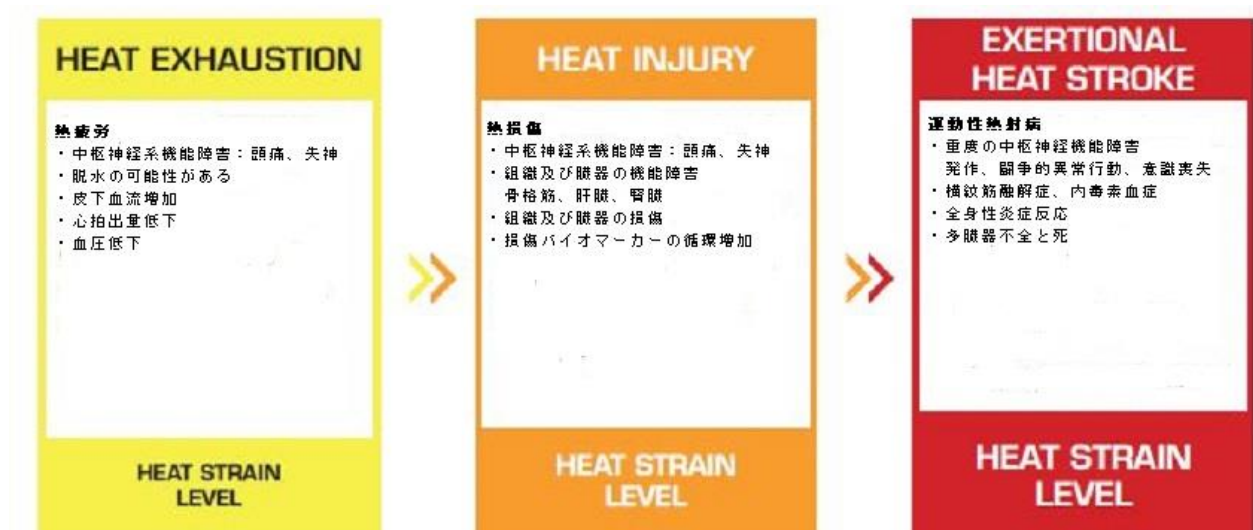 HEAT EXHAUSTION
熱疲労
・中枢神経系機能障害：頭痛、失神
・脱水の可能性がある
・皮下血流増加
・心拍出量低下
・血圧低下
HEAT STRAIN
LEVEL
HEAT INJURY
熱損傷
・中枢神経系機能障害：頭痛、失神
・組織及び臓器の機能障害
骨格筋、肝臓、腎臓
・組織及び臓器の損傷
・損傷バイオマーカーの循環増加
HEAT STRAIN
LEVEL
EXERTIONAL
HEAT STROKE
運動性熱射病
・重度の中枢神経機能障害
発作、闘争的異常行動、意識喪失
・横紋筋融解症、内毒素血症
・全身性炎症反応
・多臓器不全と死
HEAT STRAIN
LEVEL